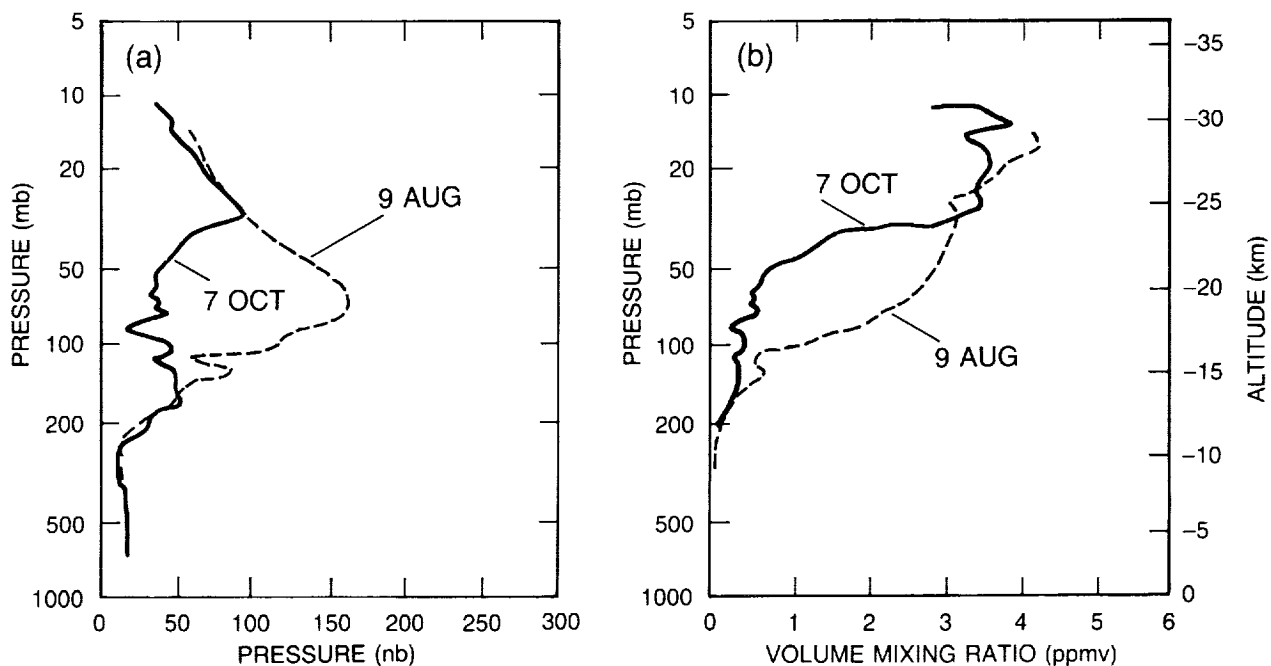 (a)
5
10
20
50
100
200
500
1000
PRESSURE (mb)
9 AUG
7 OCT
0 50 100 150 200 250 300
PRESSURE (nb)
(b)
5
10
20
50
100
200
500
1000
PRESSURE (mb)
7 OCT
9 AUG
0 1 2 3 4 5 6
VOLUME MIXING RATIO (ppmv)
-35
-30
-25
-20
-15
-10
-5
0
ALTITUDE (km)